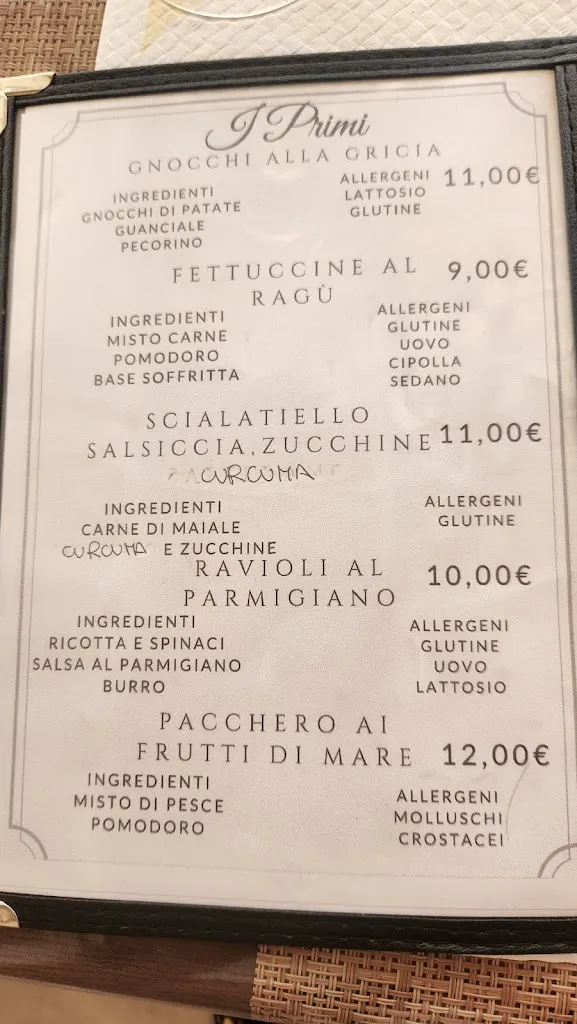 I Primi
GNOCCHI ALLA GRICIA
11,00€
INGREDIENTI
GNOCCHI DI PATATE
GUANCIALE
PECORINO
ALLERGENI
LATTOSIO
GLUTINE
FETTUCCINE AL
RAGÙ
9,00€
INGREDIENTI
MISTO CARNE
POMODORO
BASE SOFFRITTA
ALLERGENI
GLUTINE
UOVO
CIPOLLA
SEDANO
SCIALATIELLO
SALSICCIA,ZUCCHINE
CURCUMA
11,00€
INGREDIENTI
CARNE DI MAIALE
CURCUMA E ZUCCHINE
ALLERGENI
GLUTINE
RAVIOLI AL
PARMIGIANO
10,00€
INGREDIENTI
RICOTTA E SPINACI
SALSA AL PARMIGIANO
BURRO
ALLERGENI
GLUTINE
UOVO
LATTOSIO
PACCHERO AI
FRUTTI DI MARE
12,00€
INGREDIENTI
MISTO DI PESCE
POMODORO
ALLERGENI
MOLLUSCHI
CROSTACEI